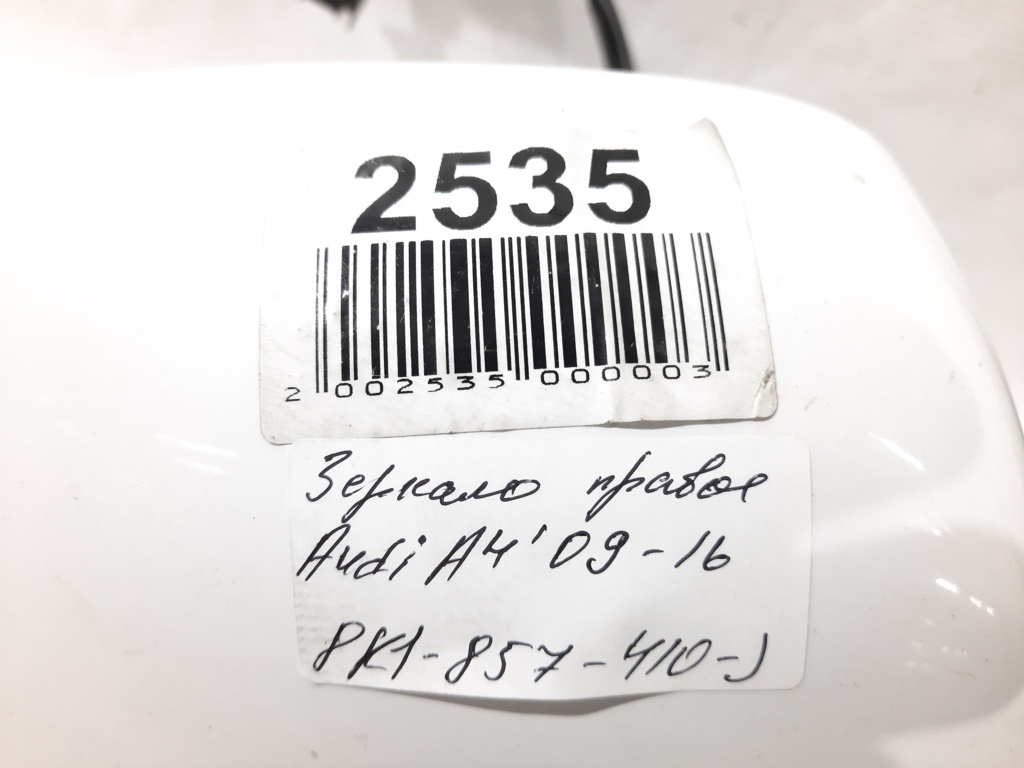 2535
2 002535 000003
Зеркало правое
Audi A4' 09-16
8K1-857-410-J